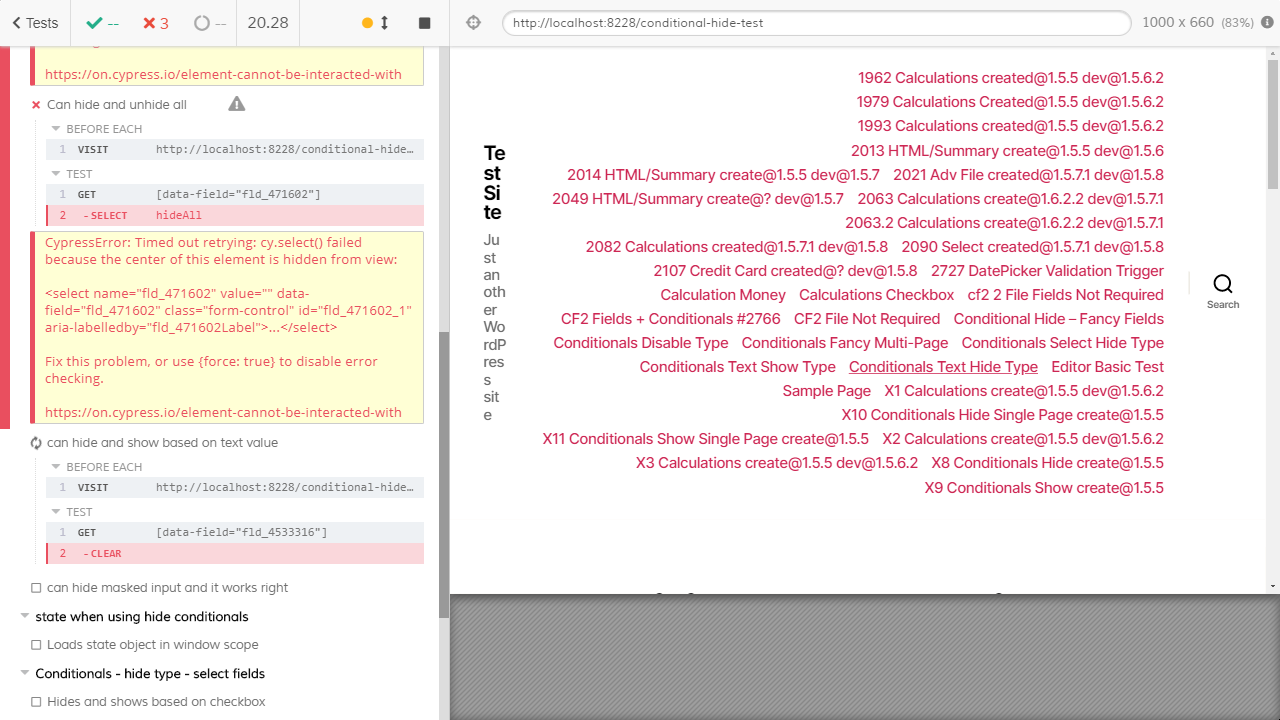 Tests
--
3
--
20.28
http://localhost:8228/conditional-hide-test
1000 x 660 (83%)
https://on.cypress.io/element-cannot-be-interacted-with
Can hide and unhide all
BEFORE EACH
1 VISIT http://localhost:8228/conditional-hide…
TEST
1 GET [data-field="fld_471602"]
2 -SELECT hideAll
CypressError: Timed out retrying: cy.select() failed
because the center of this element is hidden from view:
<select name="fld_471602" value="" data-
field="fld_471602" class="form-control" id="fld_471602_1"
aria-labelledby="fld_471602Label">...</select>
Fix this problem, or use {force: true} to disable error
checking.
https://on.cypress.io/element-cannot-be-interacted-with
can hide and show based on text value
BEFORE EACH
1 VISIT http://localhost:8228/conditional-hide…
TEST
1 GET [data-field="fld_4533316"]
2 -CLEAR
can hide masked input and it works right
state when using hide conditionals
Loads state object in window scope
Conditionals - hide type - select fields
Hides and shows based on checkbox
Te
st
Si
te
Ju
st
an
oth
er
Wo
rdP
res
s
sit
e
1962 Calculations created@1.5.5 dev@1.5.6.2
1979 Calculations Created@1.5.5 dev@1.5.6.2
1993 Calculations created@1.5.5 dev@1.5.6.2
2013 HTML/Summary create@1.5.5 dev@1.5.6
2014 HTML/Summary create@1.5.5 dev@1.5.7 2021 Adv File created@1.5.7.1 dev@1.5.8
2049 HTML/Summary create@? dev@1.5.7 2063 Calculations create@1.6.2.2 dev@1.5.7.1
2063.2 Calculations create@1.6.2.2 dev@1.5.7.1
2082 Calculations created@1.5.7.1 dev@1.5.8 2090 Select created@1.5.7.1 dev@1.5.8
2107 Credit Card created@? dev@1.5.8 2727 DatePicker Validation Trigger
Calculation Money Calculations Checkbox cf2 2 File Fields Not Required
CF2 Fields + Conditionals #2766 CF2 File Not Required Conditional Hide – Fancy Fields
Conditionals Disable Type Conditionals Fancy Multi-Page Conditionals Select Hide Type
Conditionals Text Show Type Conditionals Text Hide Type Editor Basic Test
Sample Page X1 Calculations create@1.5.5 dev@1.5.6.2
X10 Conditionals Hide Single Page create@1.5.5
X11 Conditionals Show Single Page create@1.5.5 X2 Calculations create@1.5.5 dev@1.5.6.2
X3 Calculations create@1.5.5 dev@1.5.6.2 X8 Conditionals Hide create@1.5.5
X9 Conditionals Show create@1.5.5
Search